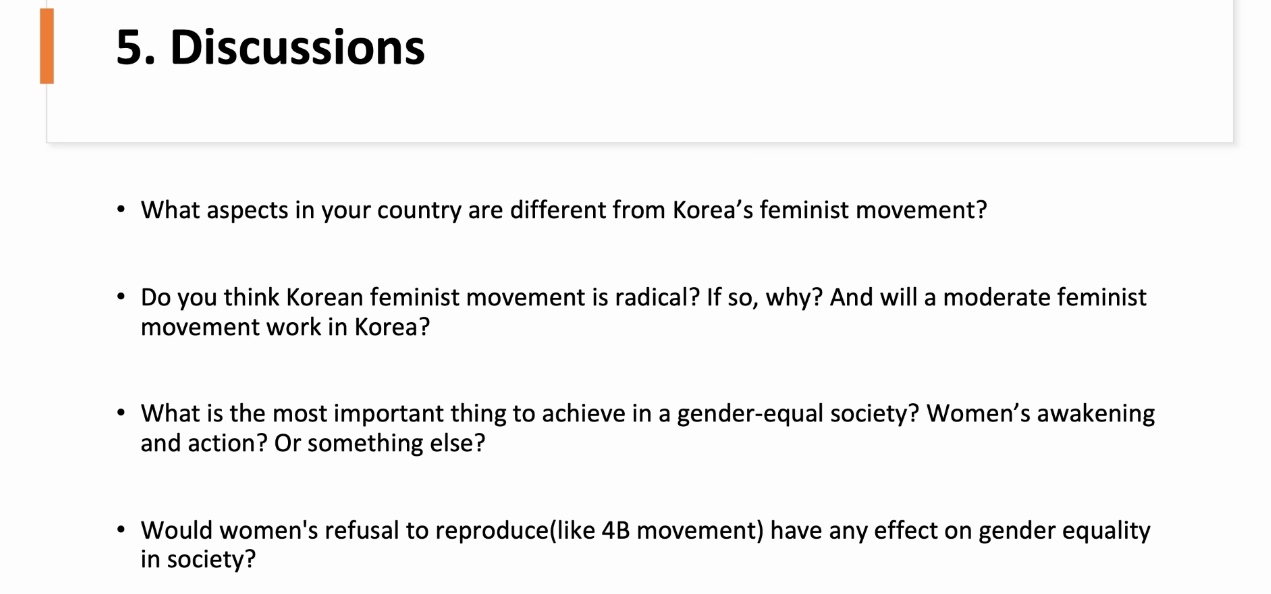 5. Discussions
• What aspects in your country are different from Korea’s feminist movement?
• Do you think Korean feminist movement is radical? If so, why? And will a moderate feminist
movement work in Korea?
• What is the most important thing to achieve in a gender-equal society? Women’s awakening
and action? Or something else?
• Would women's refusal to reproduce(like 4B movement) have any effect on gender equality
in society?